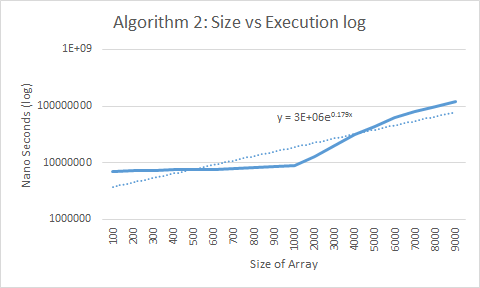 Algorithm 2: Size vs Execution log
1E+09
100000000
10000000
1000000
Nano Seconds (log)
y = 3E+06e^0.179x
100 200 300 400 500 600 700 800 900 1000 2000 3000 4000 5000 6000 7000 8000 9000
Size of Array